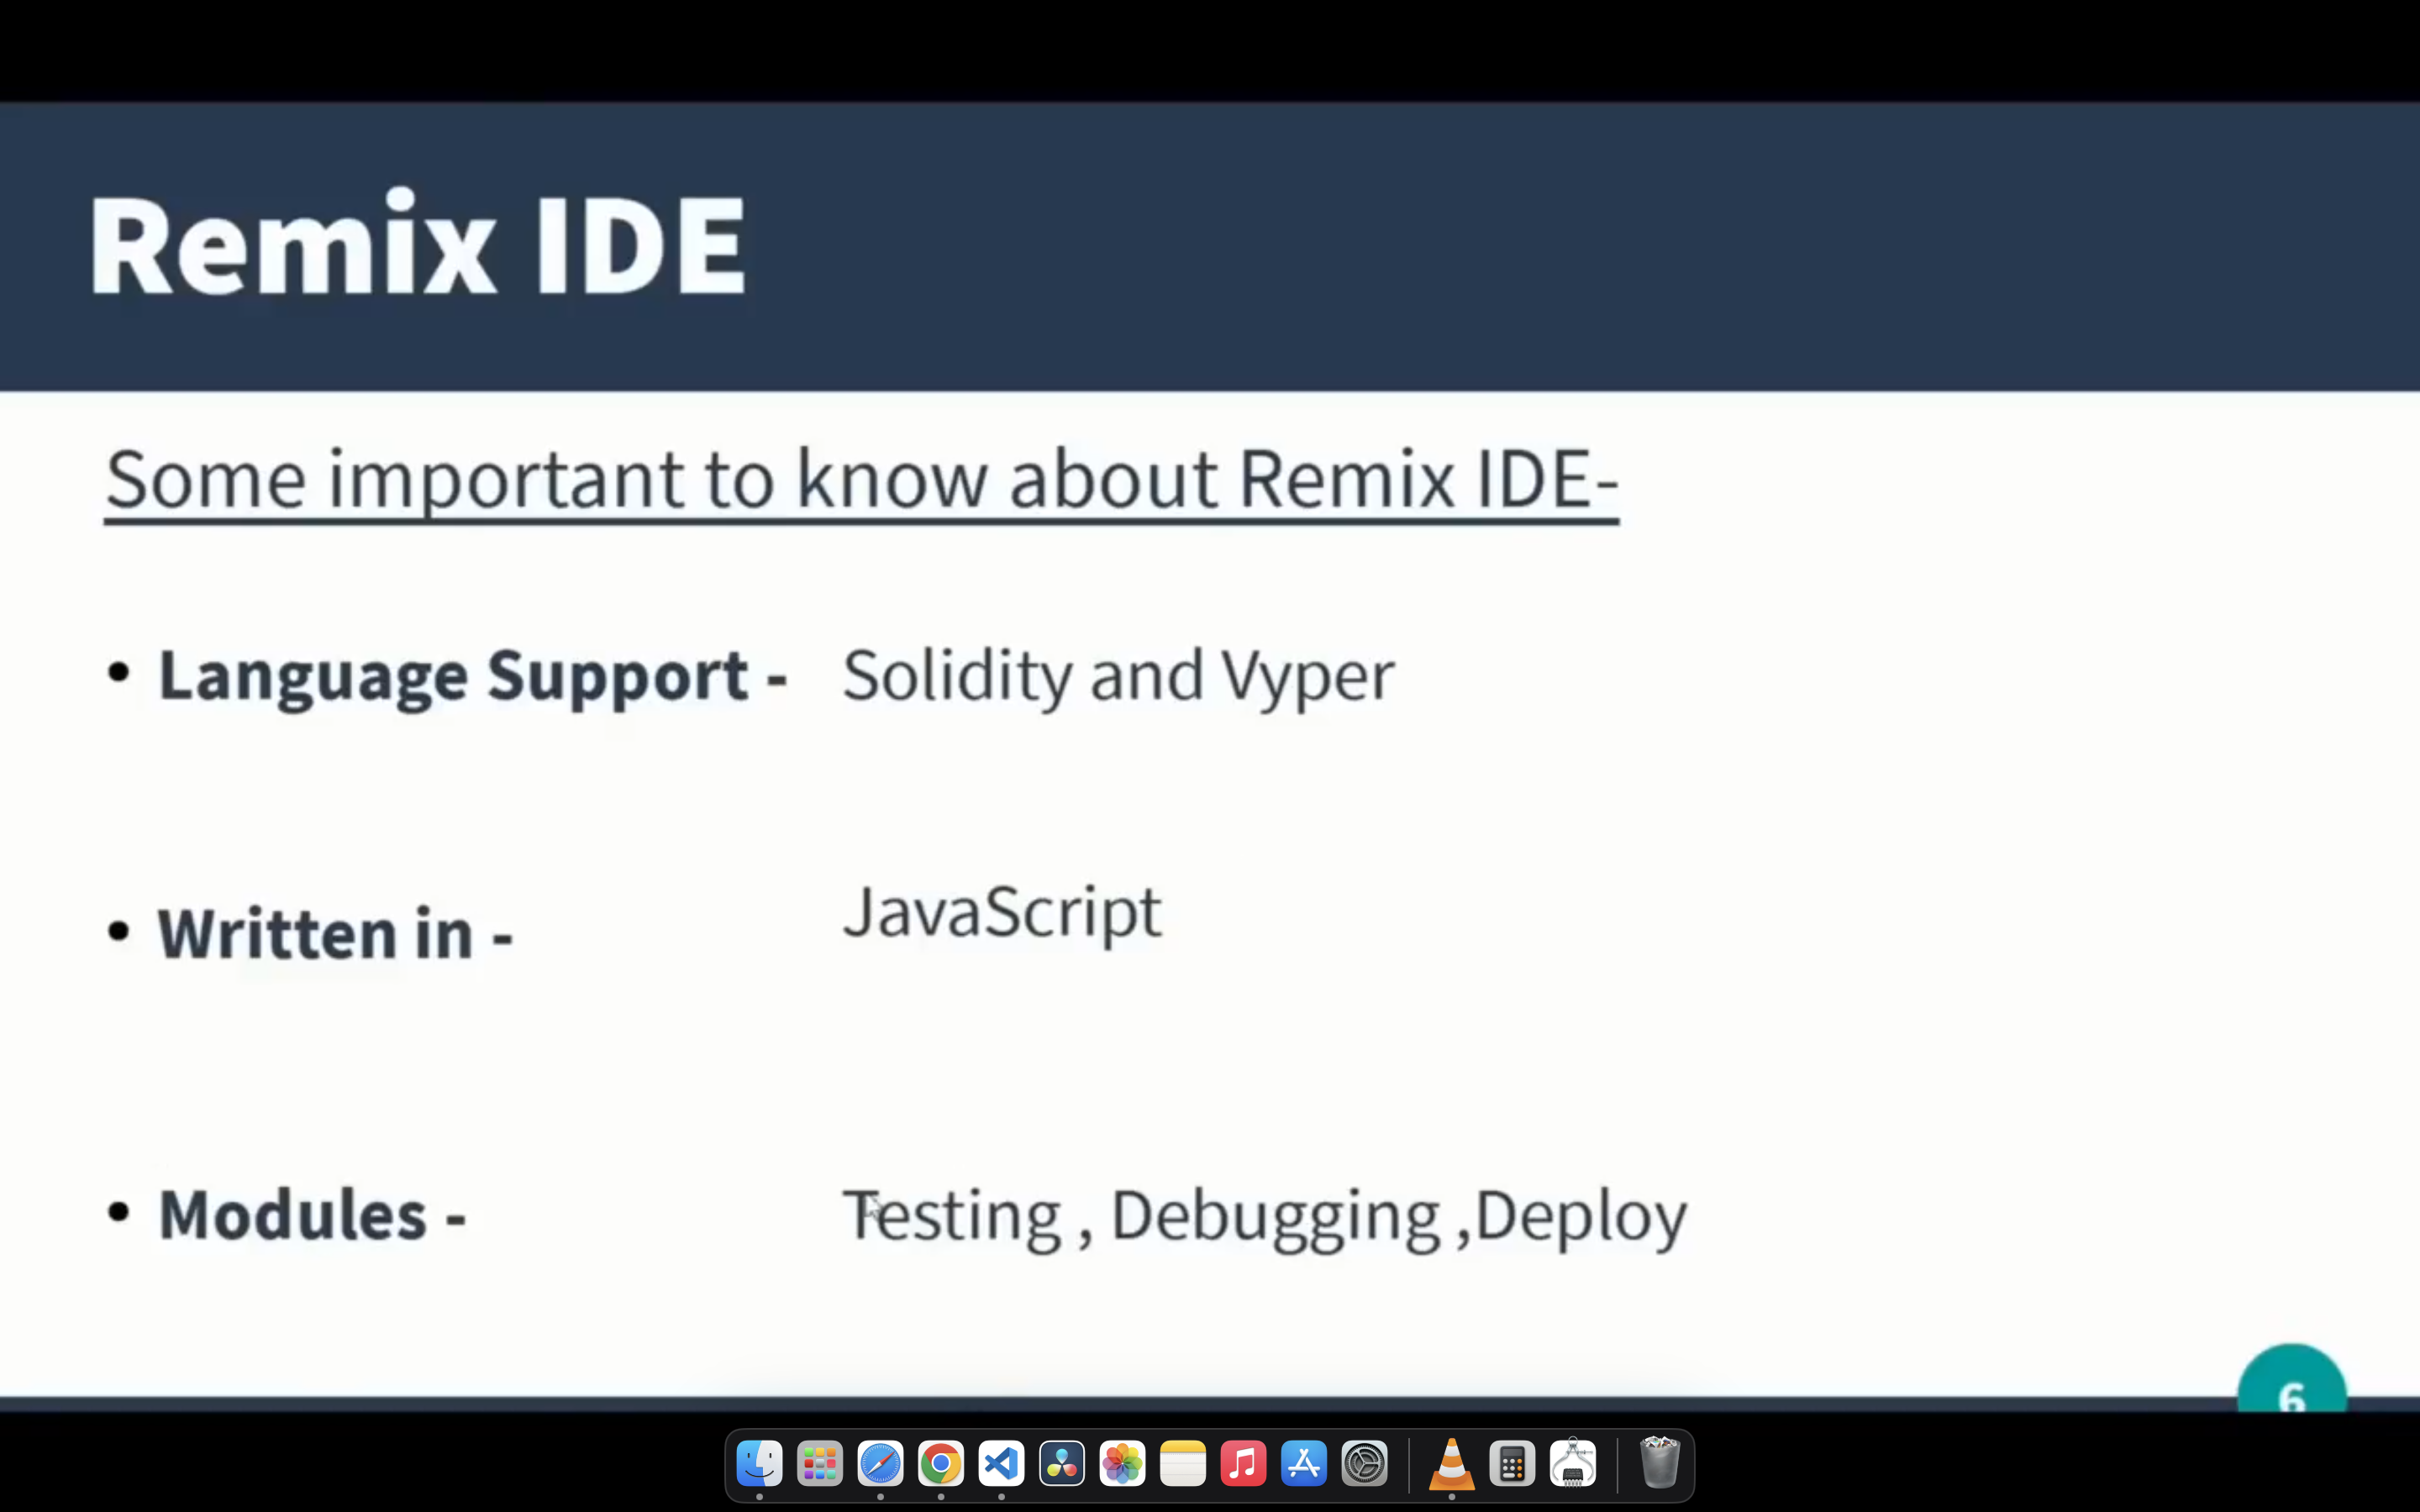 Remix IDE
Some important to know about Remix IDE-
• Language Support - Solidity and Vyper
• Written in - JavaScript
• Modules - Testing , Debugging ,Deploy
6